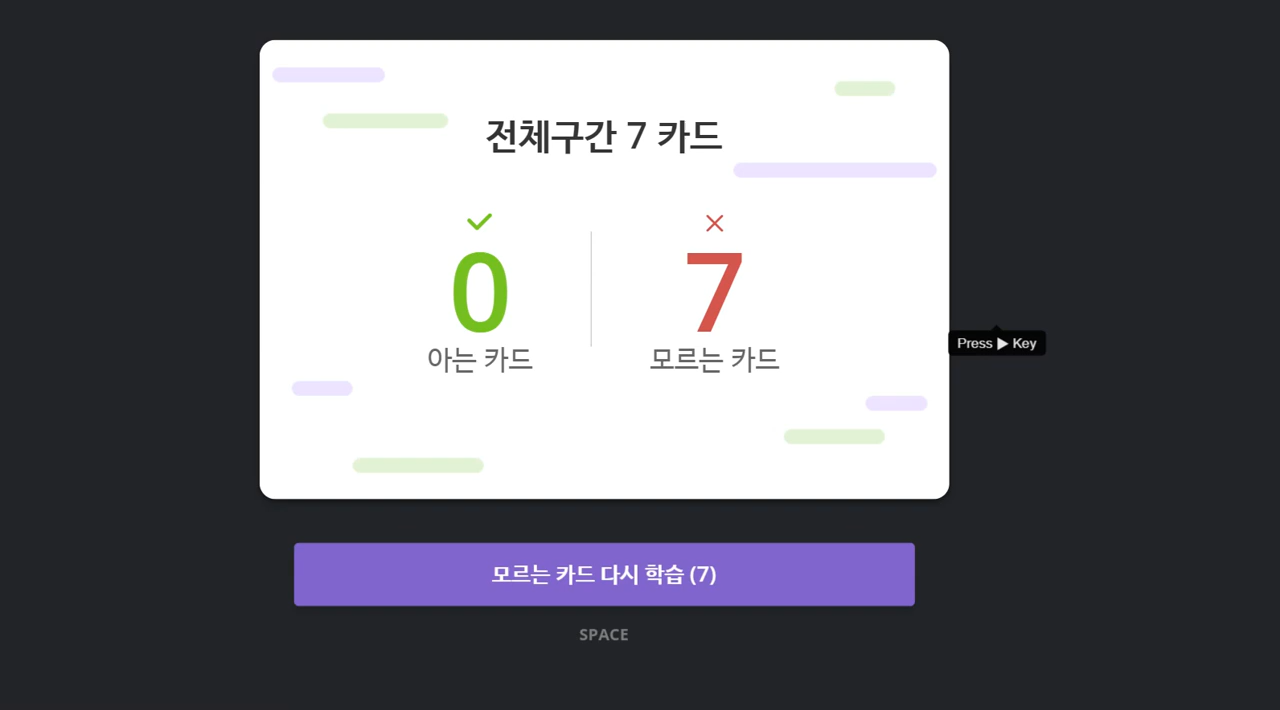 전체구간 7 카드
0
아는 카드
7
모르는 카드
Press ▶ Key
모르는 카드 다시 학습 (7)
SPACE